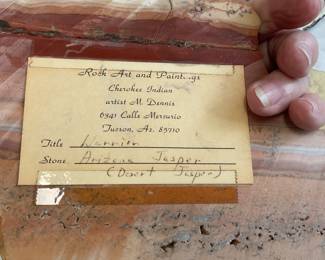 Rock Art and Paintings
Cherokee Indian
artist M. Dennis
6341 Calle Mercurio
Tucson, Az. 85710
Title Warrior
Stone Arizona Jasper
(Desert Jasper)